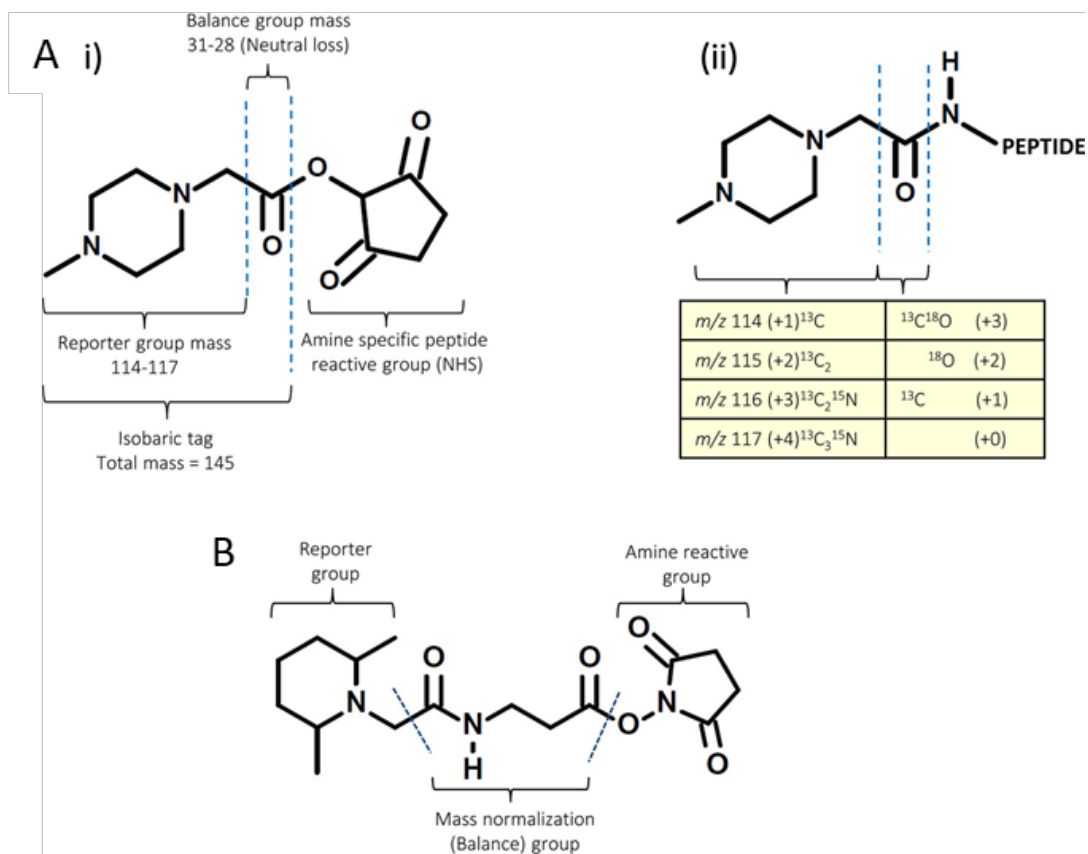 A i)
Balance group mass
31-28 (Neutral loss)
O
O
N
N
O
O
Reporter group mass
114-117
Amine specific peptide
reactive group (NHS)
Isobaric tag
Total mass = 145
(ii)
H
N
N
PEPTIDE
N
O
m/z 114 (+1)¹³C ¹³C¹⁸O (+3)
m/z 115 (+2)¹³C₂ ¹⁸O (+2)
m/z 116 (+3)¹³C₂¹⁵N ¹³C (+1)
m/z 117 (+4)¹³C₃¹⁵N (+0)
B
Reporter
group
Amine reactive
group
O
O
O
N
N
O
N
H
O
Mass normalization
(Balance) group